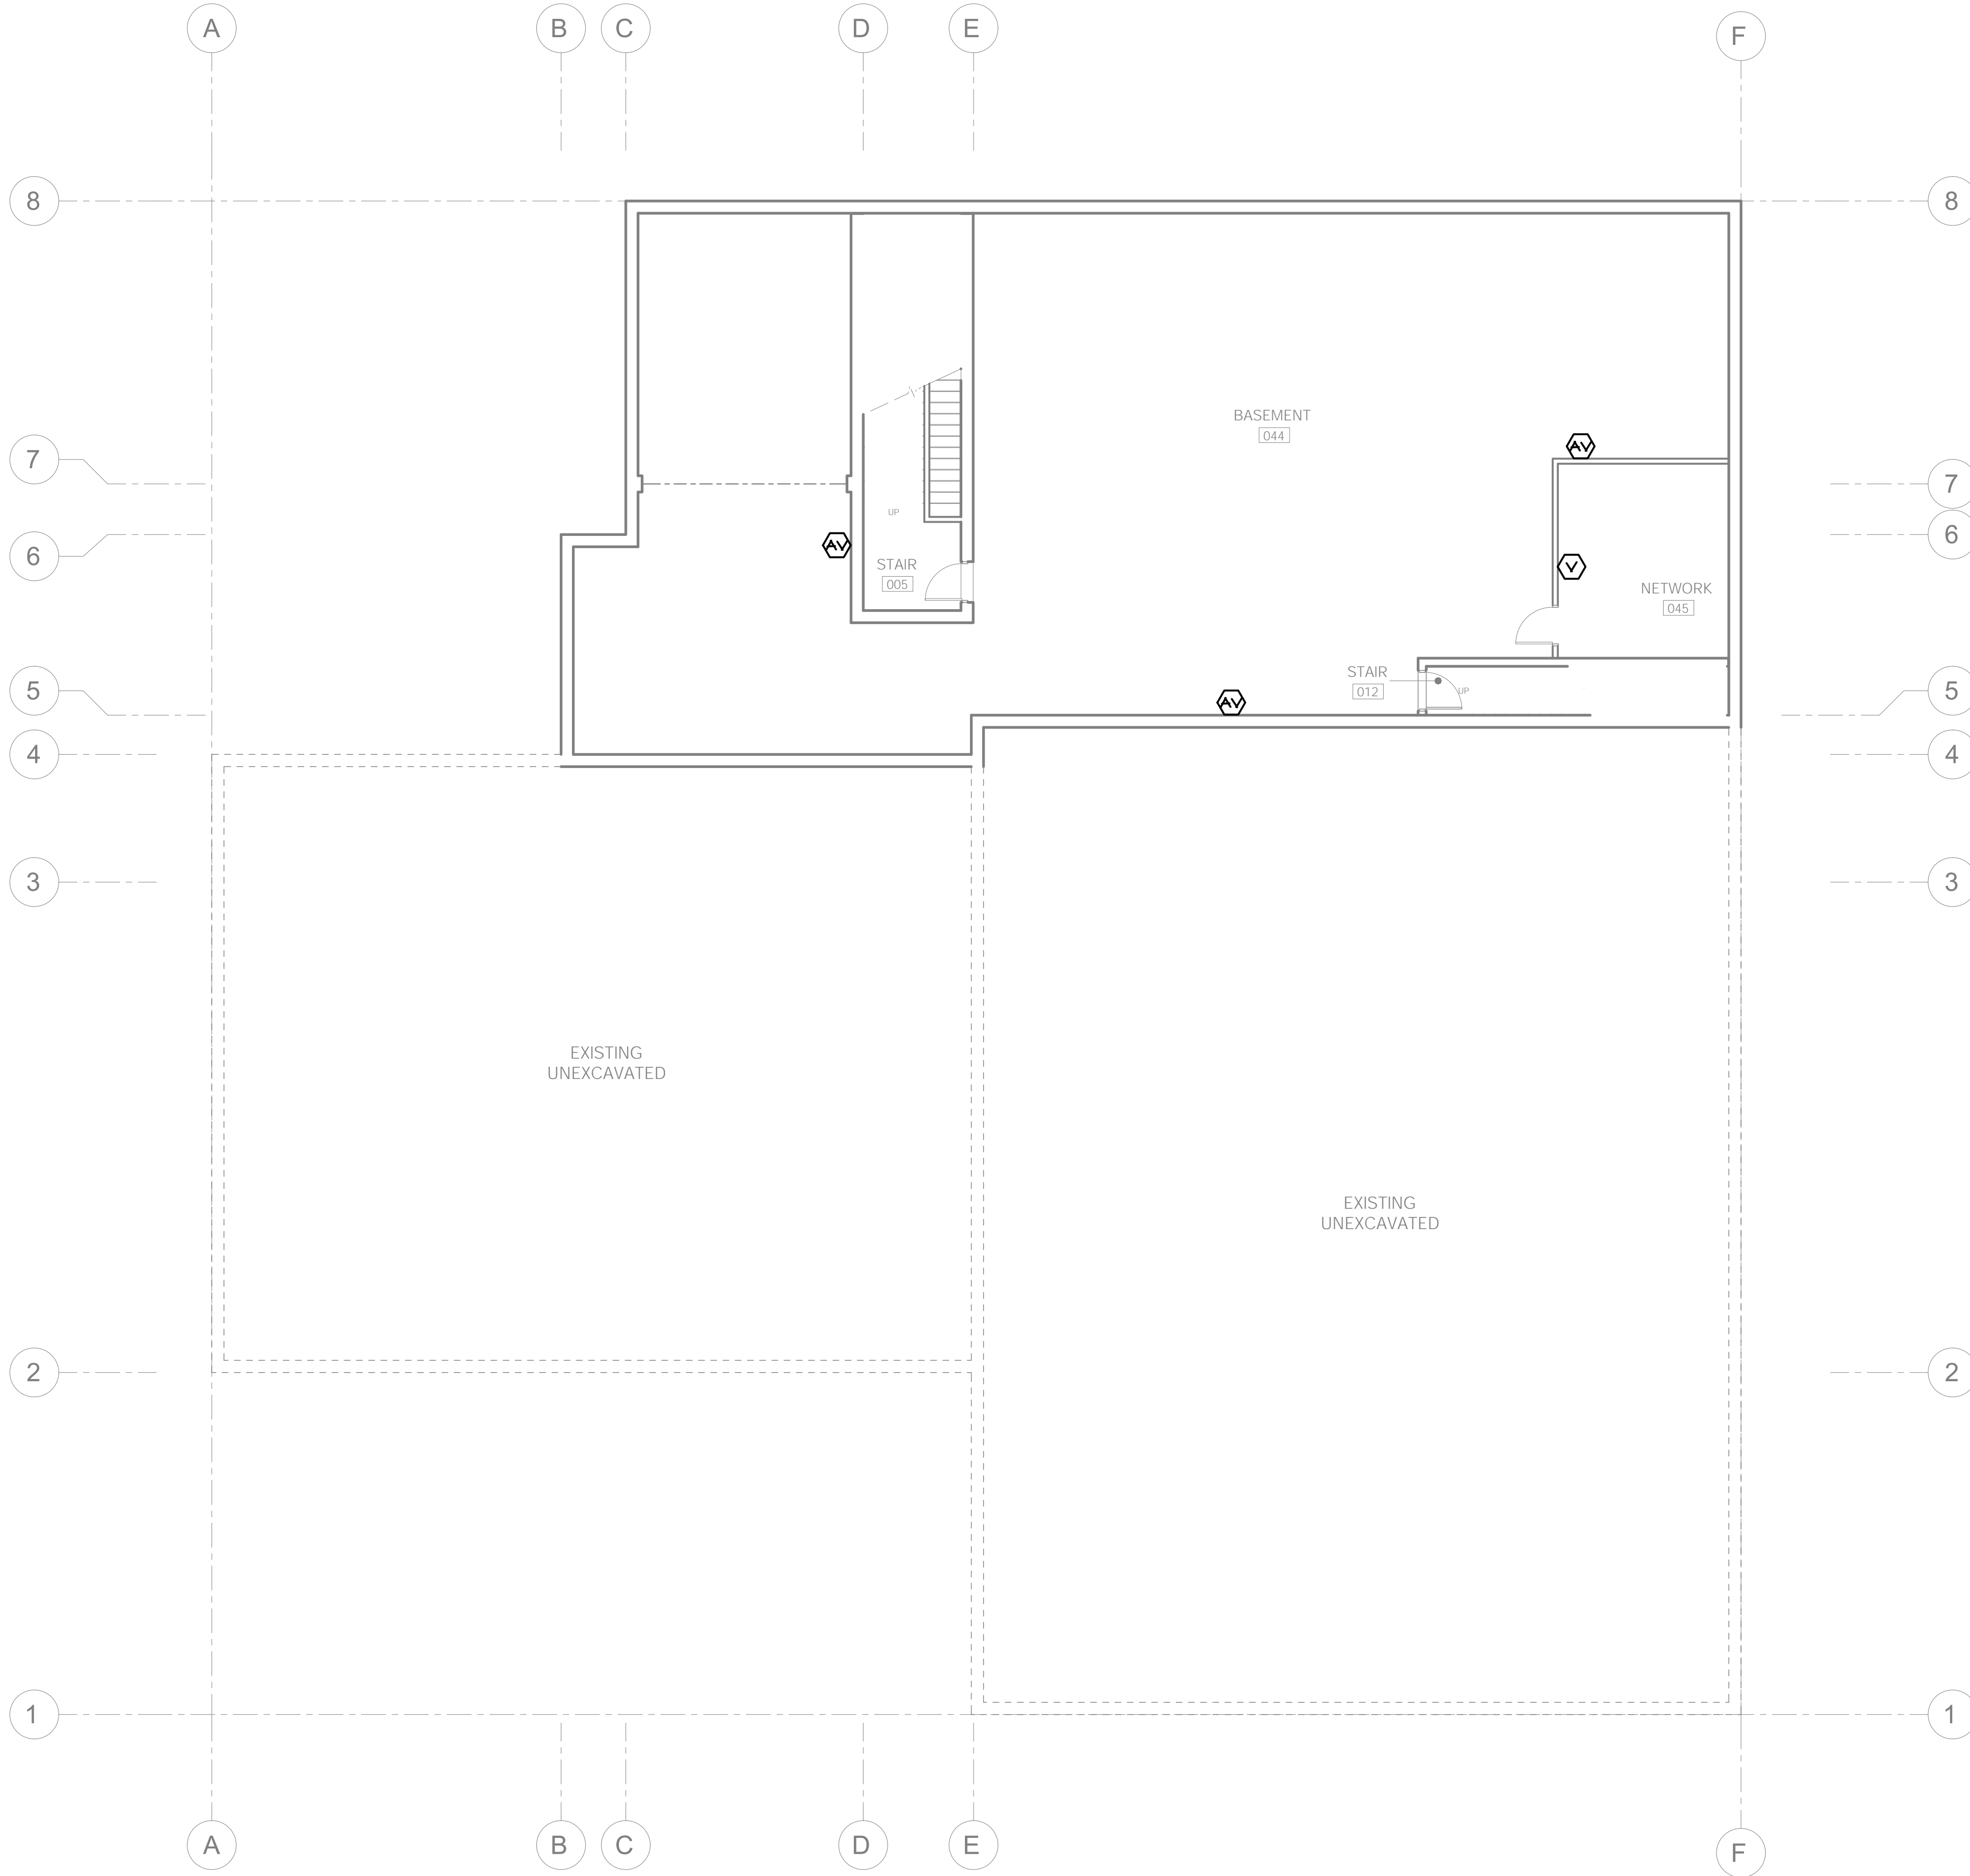 A B C D E F
8 8
7 7
6 6
5 5
4 4
3 3
2 2
1 1
BASEMENT
044
AV
UP
AV
STAIR
005
V
NETWORK
045
STAIR
012
UP
AV
EXISTING
UNEXCAVATED
EXISTING
UNEXCAVATED
A B C D E F